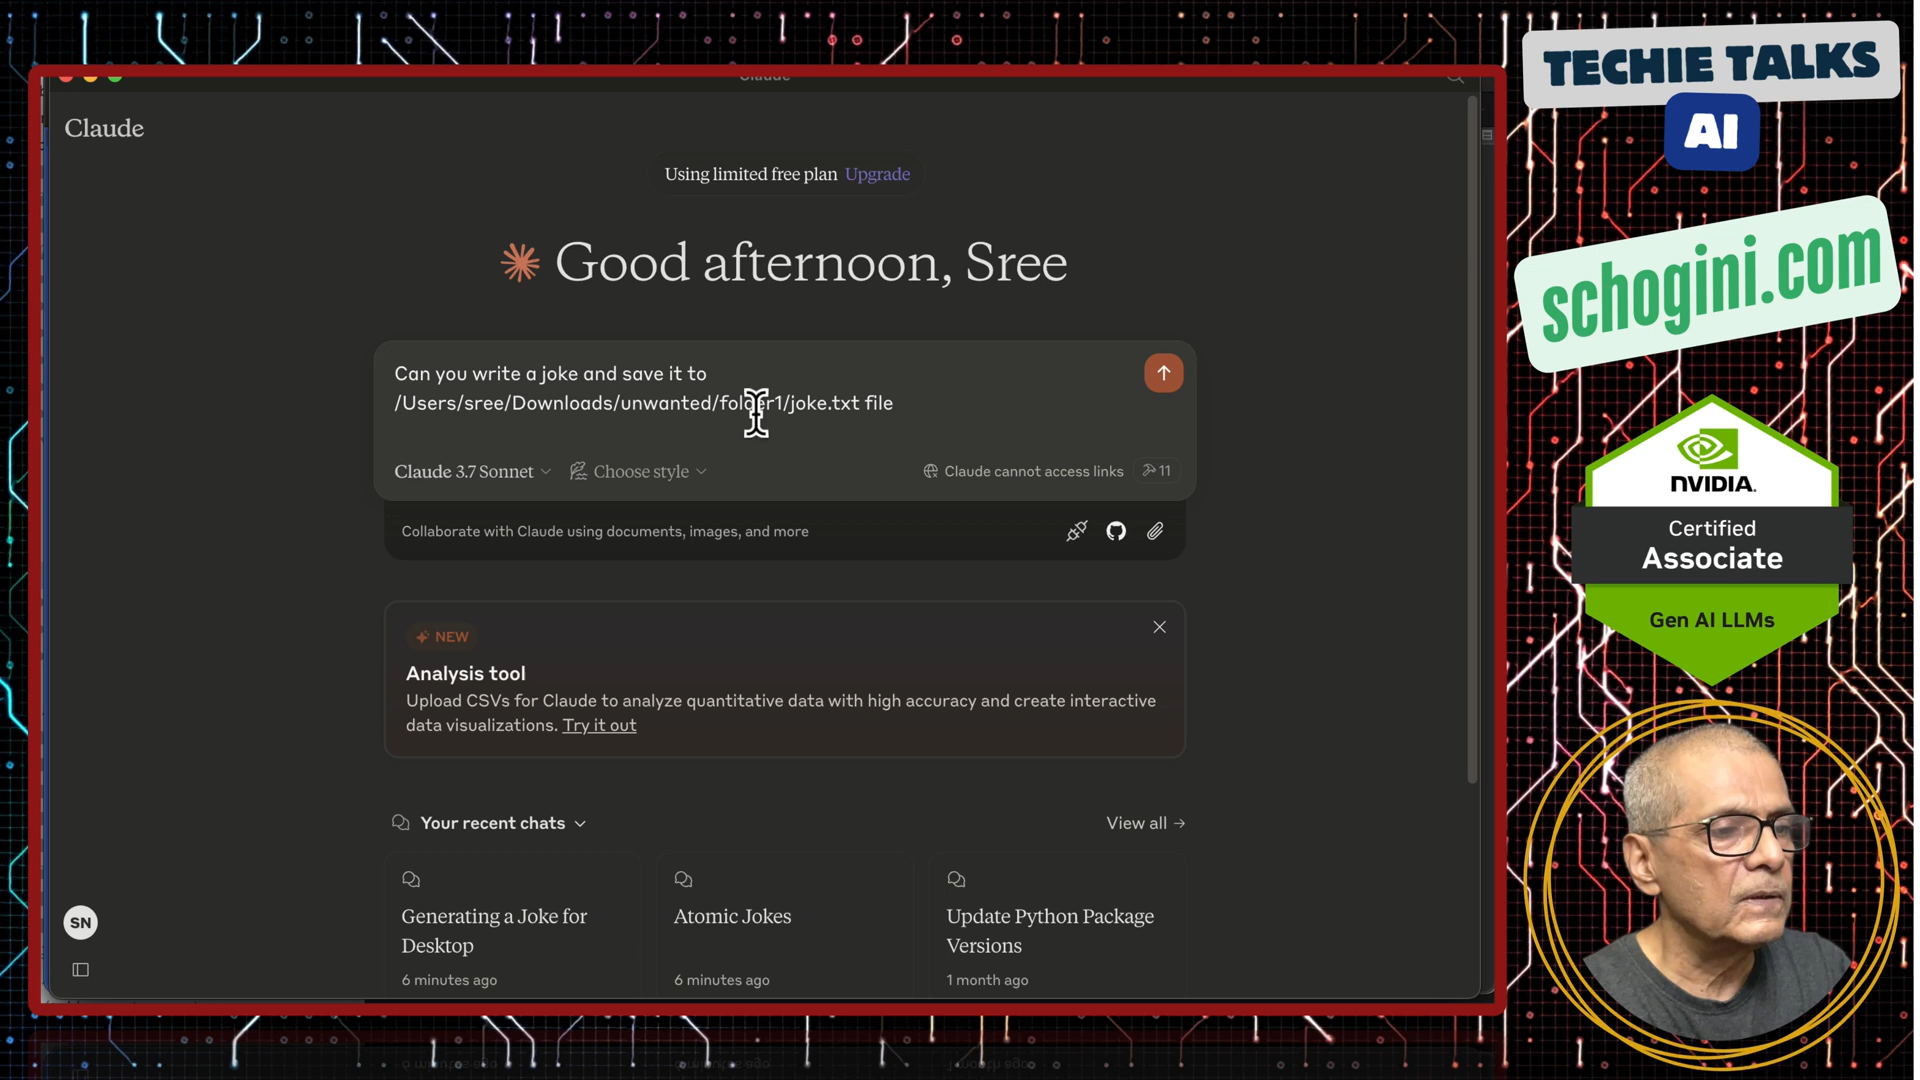 Claude
Claude
Using limited free plan Upgrade
Good afternoon, Sree
Can you write a joke and save it to
/Users/sree/Downloads/unwanted/folder1/joke.txt file
Claude 3.7 Sonnet
Choose style
Claude cannot access links
11
Collaborate with Claude using documents, images, and more
NEW
Analysis tool
Upload CSVs for Claude to analyze quantitative data with high accuracy and create interactive
data visualizations. Try it out
Your recent chats
View all →
Generating a Joke for
Desktop
6 minutes ago
Atomic Jokes
6 minutes ago
Update Python Package
Versions
1 month ago
SN
TECHIE TALKS
AI
schogini.com
NVIDIA.
Certified
Associate
Gen AI LLMs